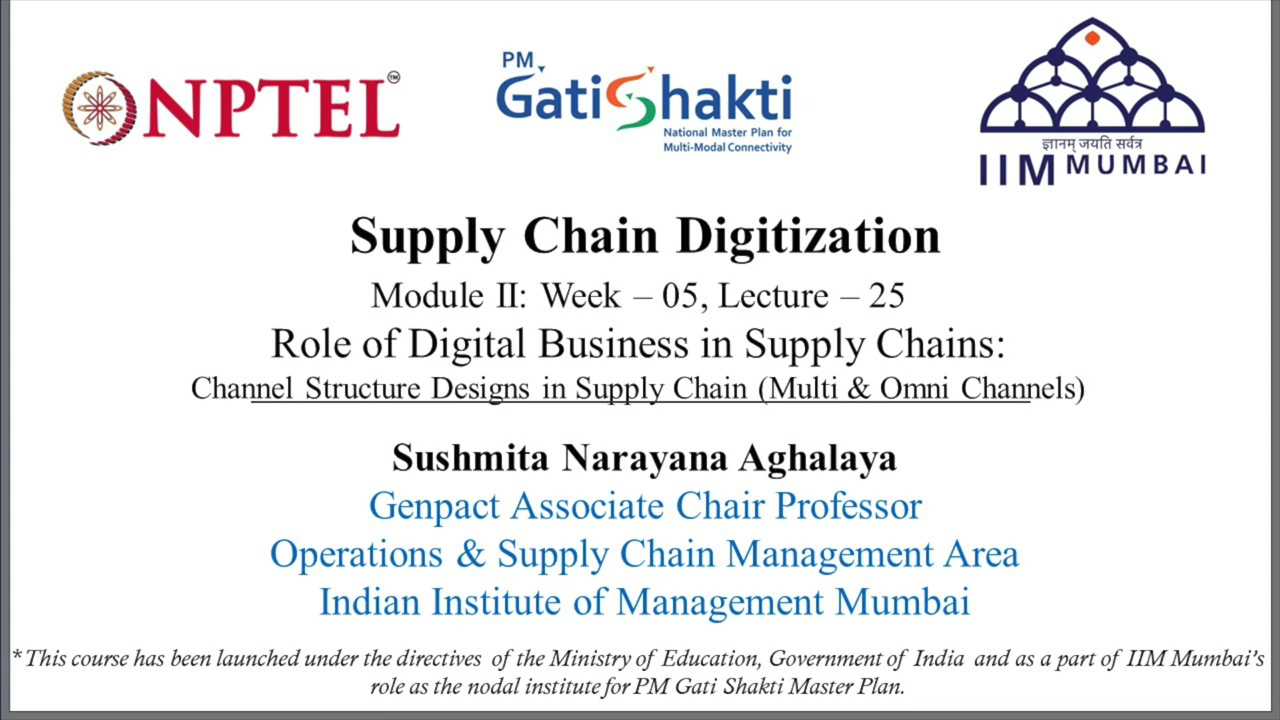 NPTEL™
PM
GatiShakti
National Master Plan for
Multi-Modal Connectivity
ज्ञानम् जयति सर्वत्र
IIM MUMBAI
Supply Chain Digitization
Module II: Week – 05, Lecture – 25
Role of Digital Business in Supply Chains:
Channel Structure Designs in Supply Chain (Multi & Omni Channels)
Sushmita Narayana Aghalaya
Genpact Associate Chair Professor
Operations & Supply Chain Management Area
Indian Institute of Management Mumbai
*This course has been launched under the directives of the Ministry of Education, Government of India and as a part of IIM Mumbai's
role as the nodal institute for PM Gati Shakti Master Plan.